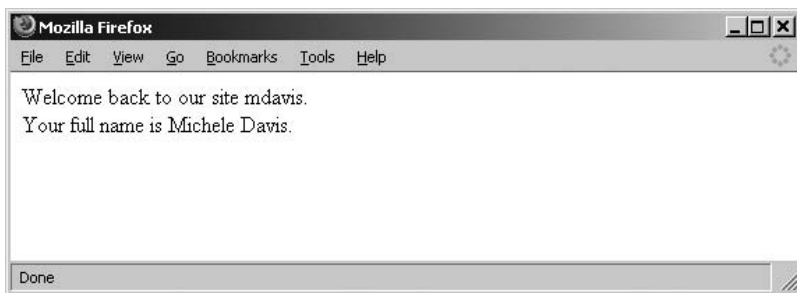 Mozilla Firefox
File Edit View Go Bookmarks Tools Help
Welcome back to our site mdavis.
Your full name is Michele Davis.
Done